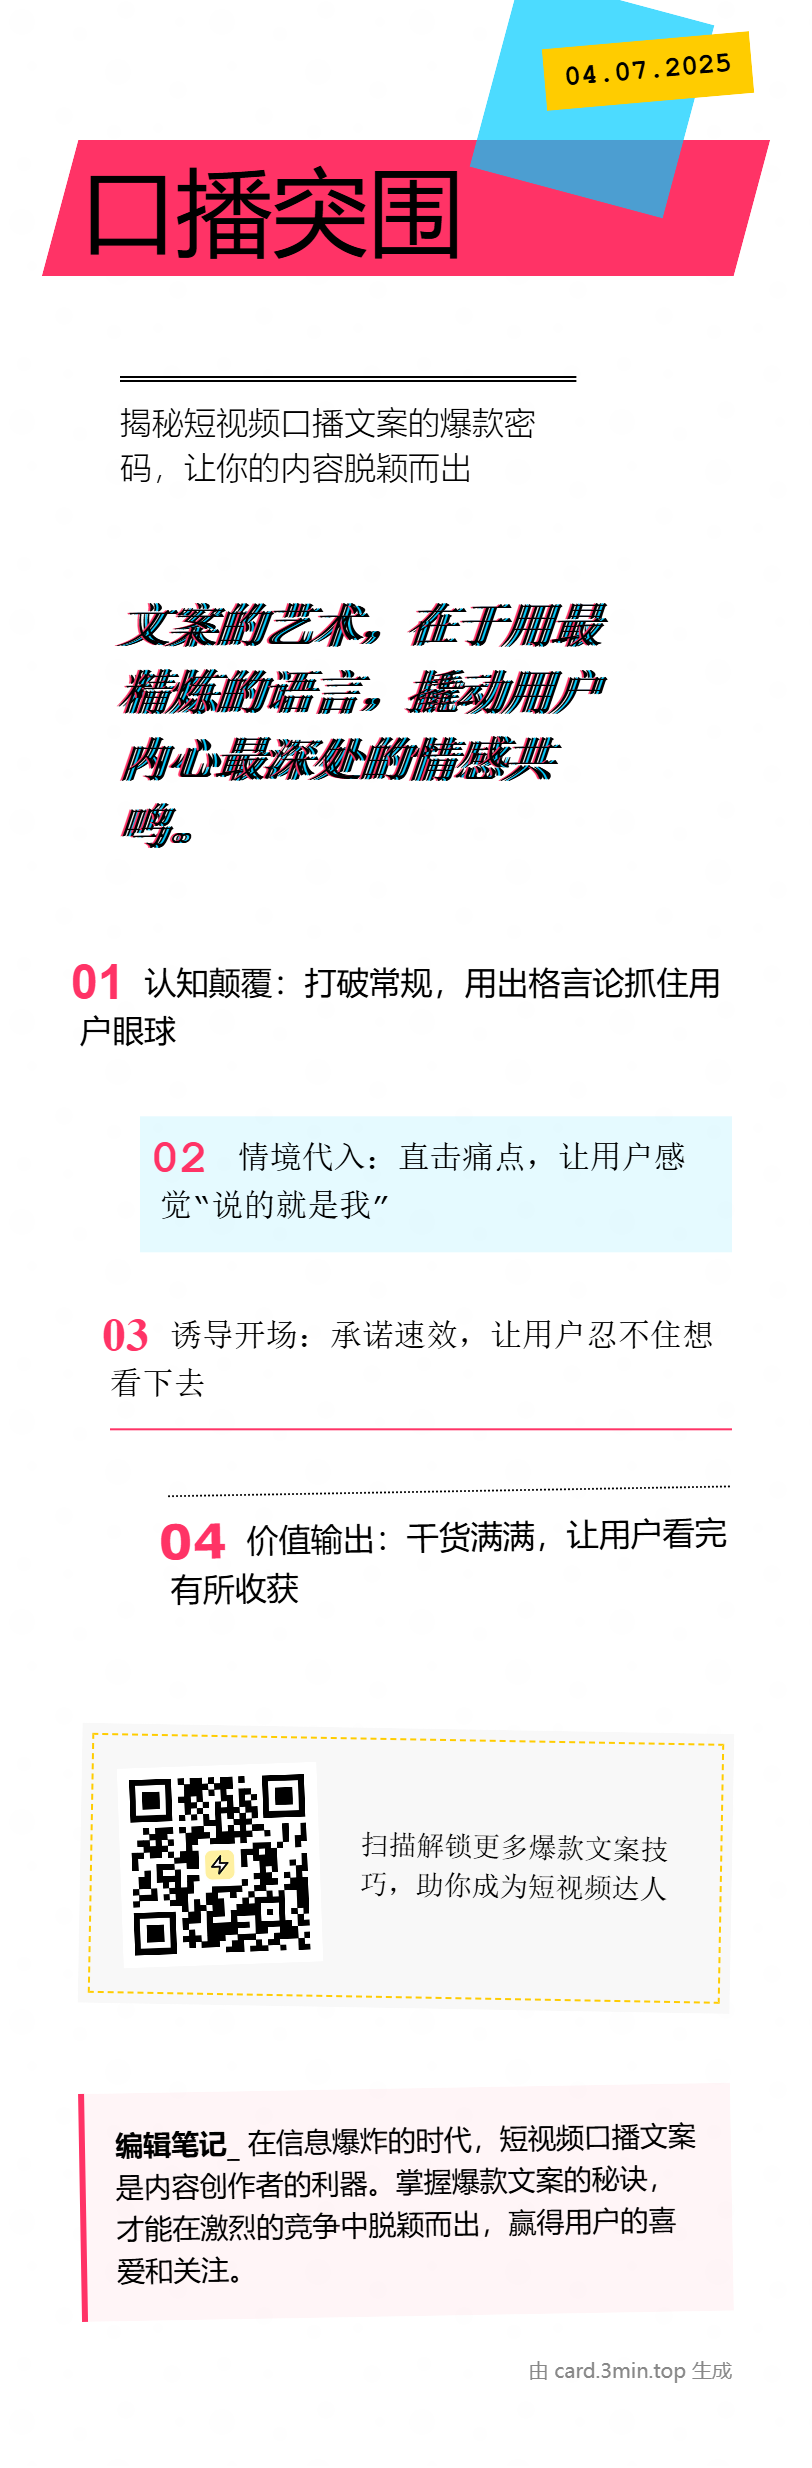 04.07.2025
口播突围
揭秘短视频口播文案的爆款密
码，让你的内容脱颖而出
文案的艺术，在于用最
精炼的语言，撬动用户
内心最深处的情感共
鸣。
01 认知颠覆：打破常规，用出格言论抓住用
户眼球
02 情境代入：直击痛点，让用户感
觉“说的就是我”
03 诱导开场：承诺速效，让用户忍不住想
看下去
04 价值输出：干货满满，让用户看完
有所收获
扫描解锁更多爆款文案技
巧，助你成为短视频达人
编辑笔记_ 在信息爆炸的时代，短视频口播文案
是内容创作者的利器。掌握爆款文案的秘诀，
才能在激烈的竞争中脱颖而出，赢得用户的喜
爱和关注。
由 card.3min.top 生成